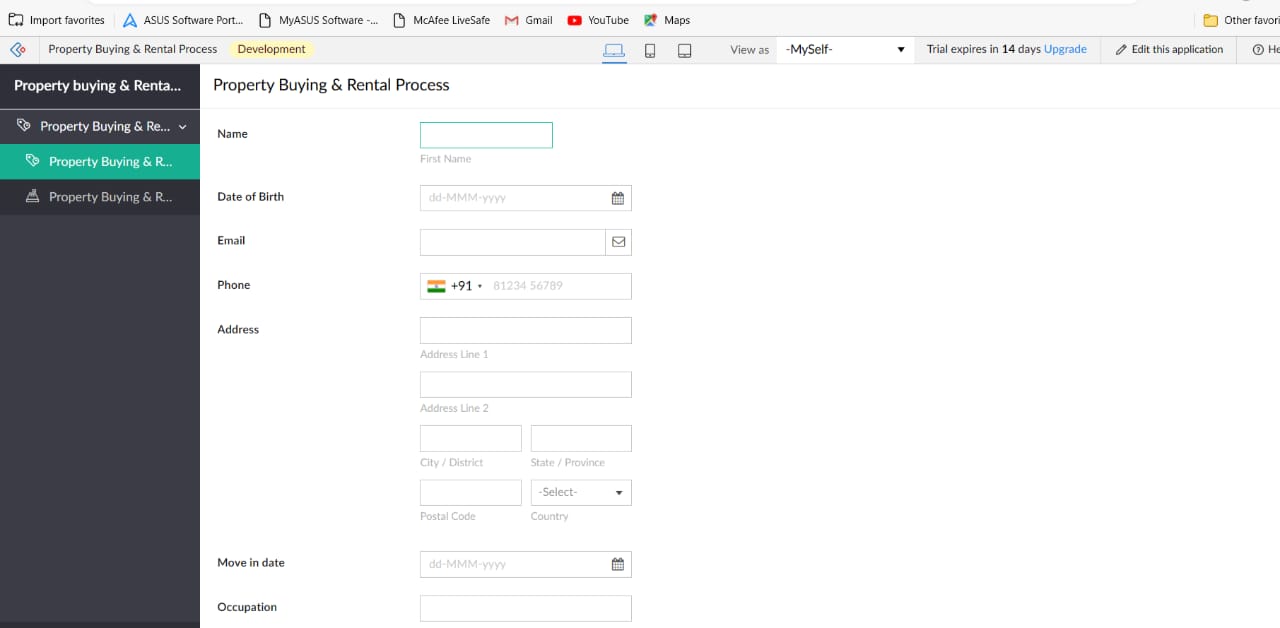 Import favorites ASUS Software Port... MyASUS Software -... McAfee LiveSafe Gmail YouTube Maps Other favori
Property Buying & Rental Process Development View as -MySelf- Trial expires in 14 days Upgrade Edit this application He
Property buying & Renta...
Property Buying & Rental Process
Property Buying & Re...
Property Buying & R...
Property Buying & R...
Name
First Name
Date of Birth dd-MMM-yyyy
Email
Phone +91 81234 56789
Address
Address Line 1
Address Line 2
City / District State / Province
-Select-
Postal Code Country
Move in date dd-MMM-yyyy
Occupation